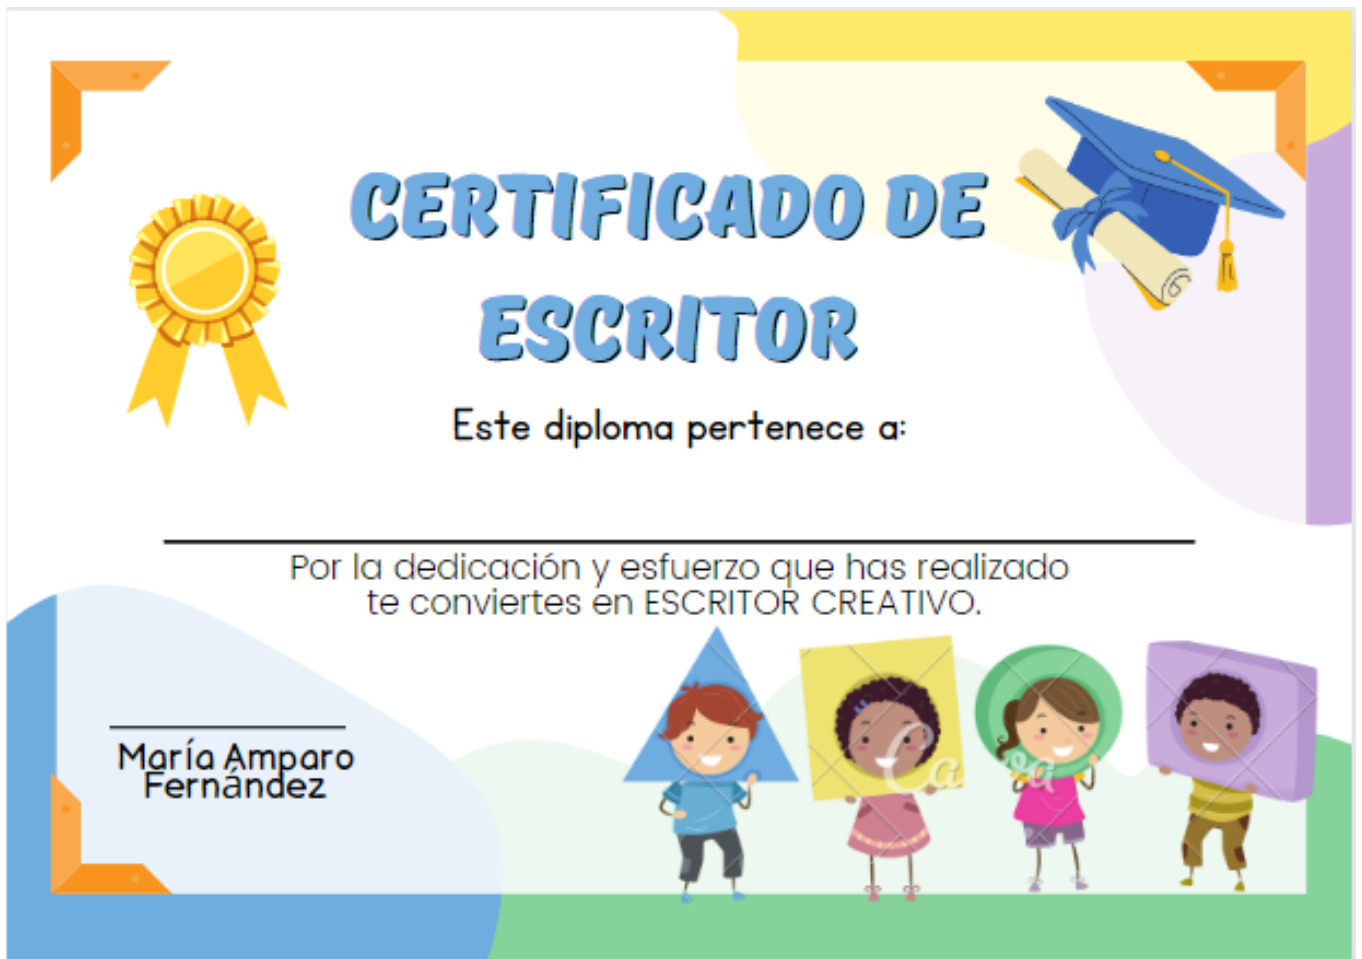 CERTIFICADO DE
ESCRITOR
Este diploma pertenece a:
Por la dedicación y esfuerzo que has realizado
te conviertes en ESCRITOR CREATIVO.
María Amparo
Fernández
Canva